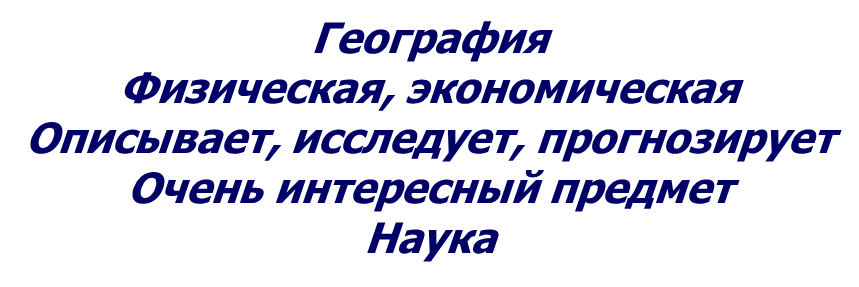 География
Физическая, экономическая
Описывает, исследует, прогнозирует
Очень интересный предмет
Наука